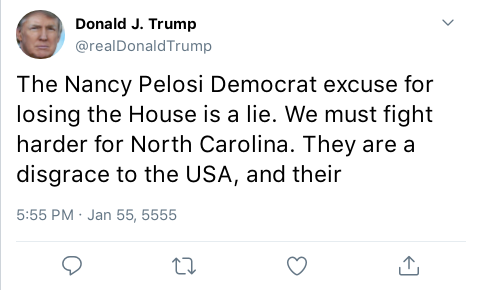 Donald J. Trump
@realDonaldTrump
The Nancy Pelosi Democrat excuse for
losing the House is a lie. We must fight
harder for North Carolina. They are a
disgrace to the USA, and their
5:55 PM · Jan 55, 5555